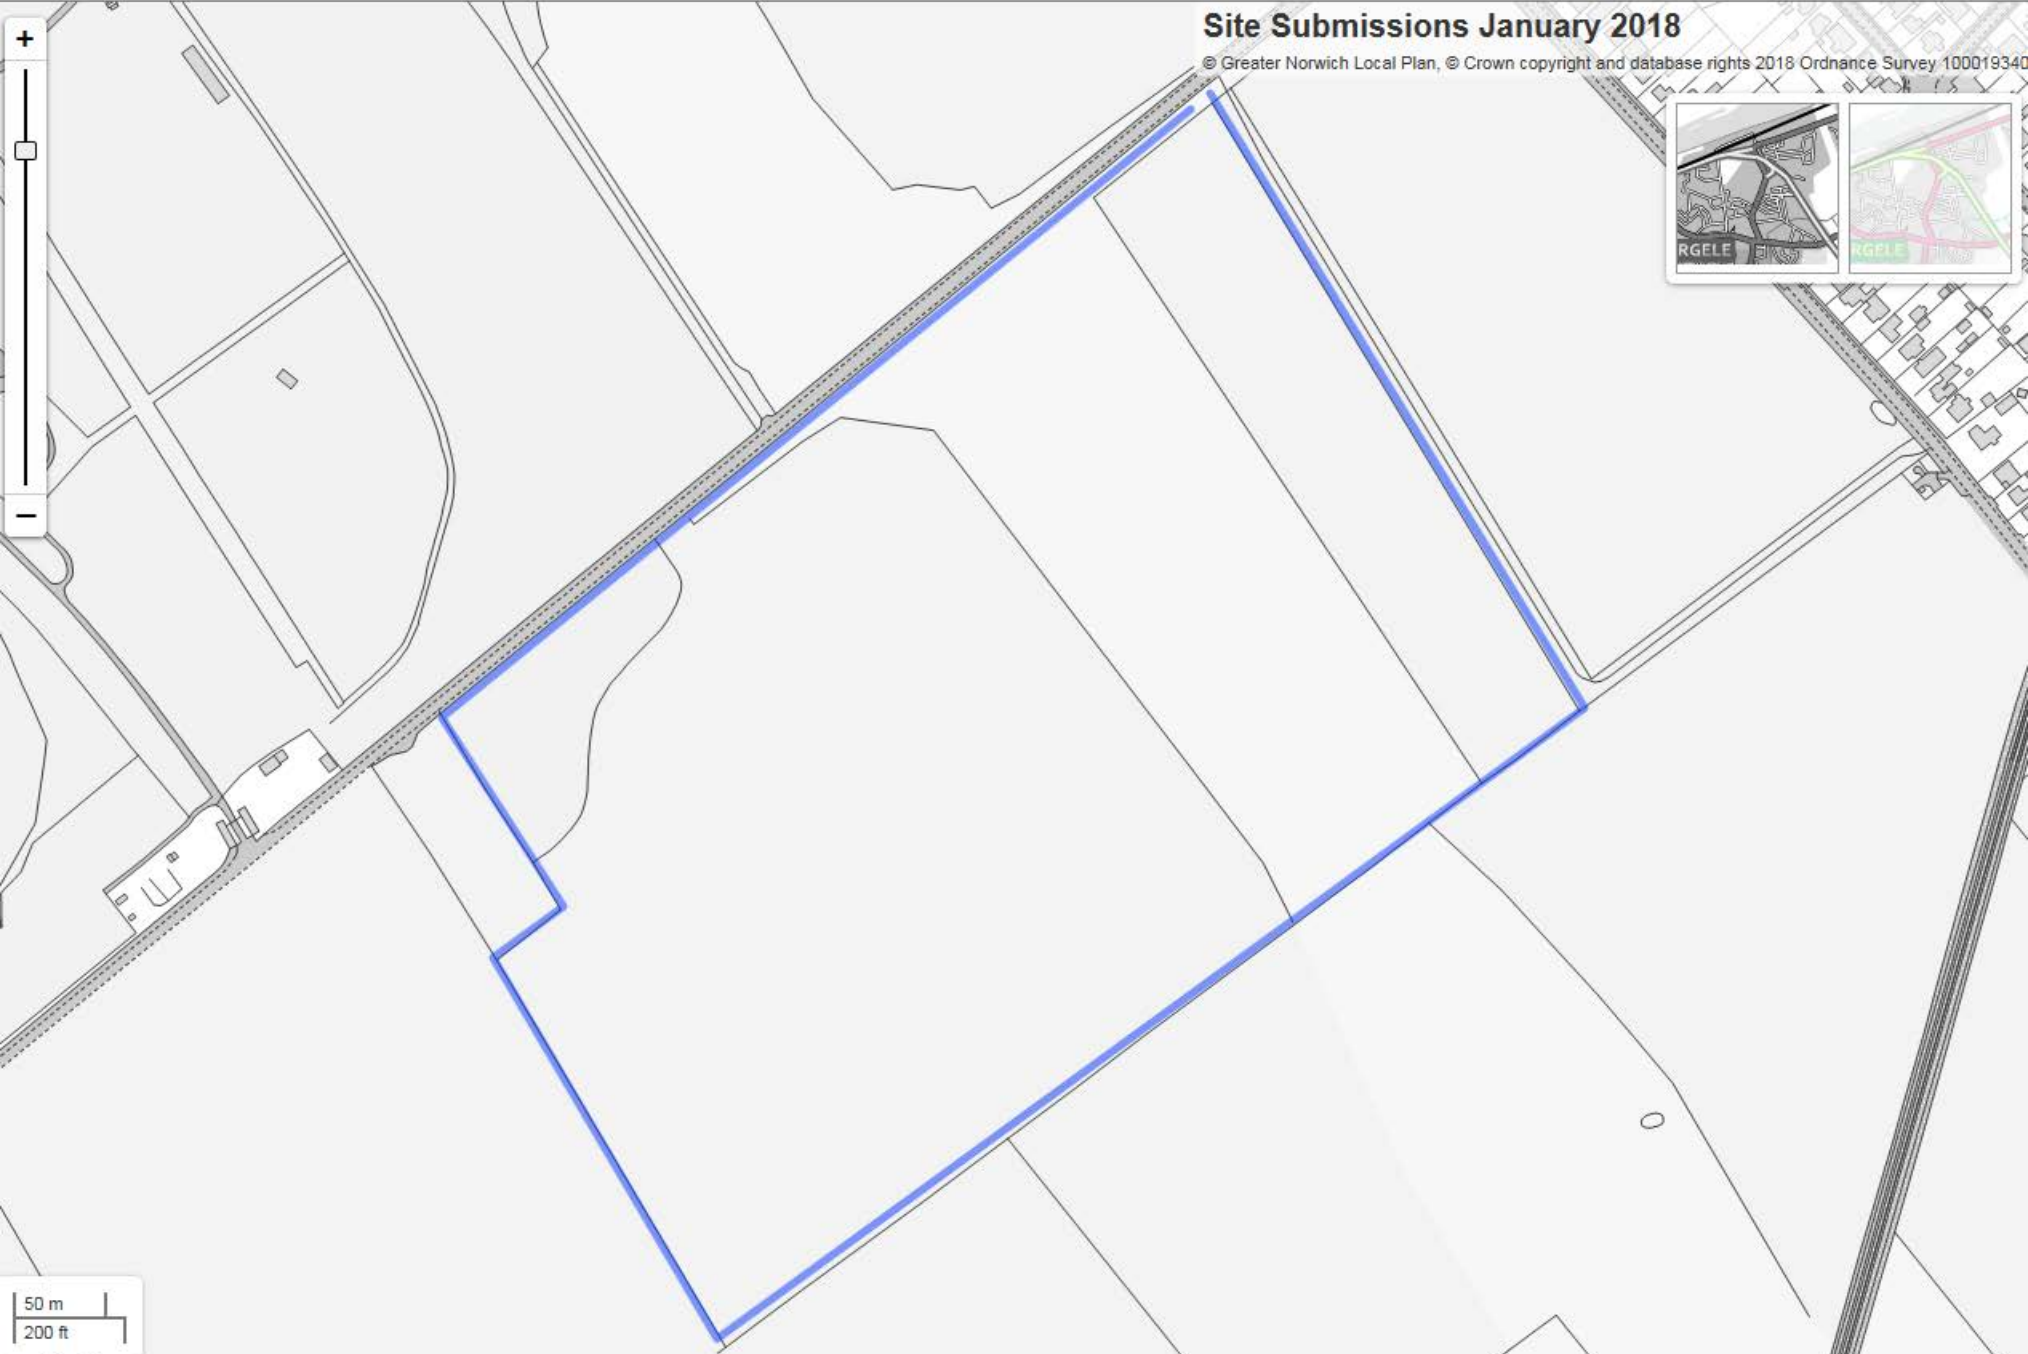 +
Site Submissions January 2018
© Greater Norwich Local Plan, © Crown copyright and database rights 2018 Ordnance Survey 100019340
RGELE
RGELE
−
50 m
200 ft